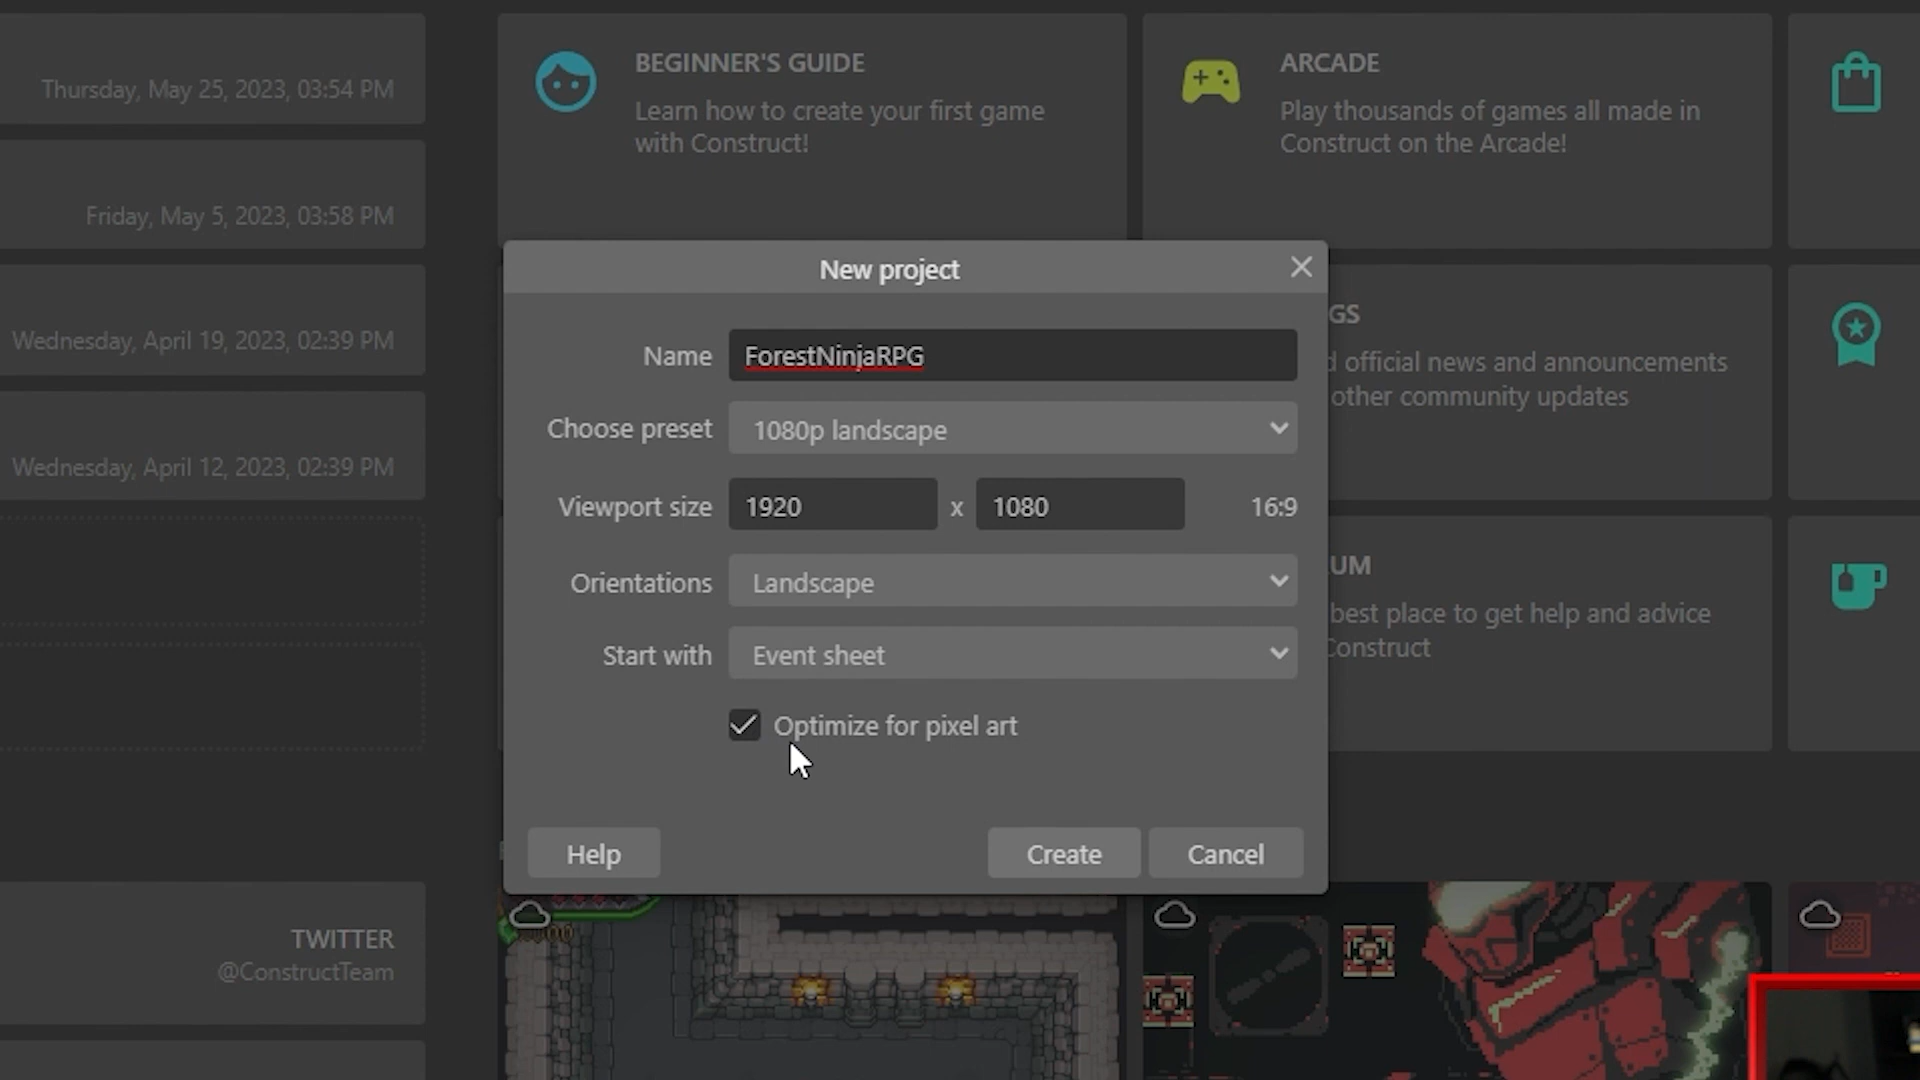 Thursday, May 25, 2023, 03:54 PM
Friday, May 5, 2023, 03:58 PM
Wednesday, April 19, 2023, 02:39 PM
Wednesday, April 12, 2023, 02:39 PM
TWITTER
@ConstructTeam
BEGINNER'S GUIDE
Learn how to create your first game
with Construct!
ARCADE
Play thousands of games all made in
Construct on the Arcade!
GS
official news and announcements
other community updates
UM
best place to get help and advice
Construct
New project
Name
ForestNinjaRPG
Choose preset
1080p landscape
Viewport size
1920 x 1080 16:9
Orientations
Landscape
Start with
Event sheet
Optimize for pixel art
Help
Create
Cancel